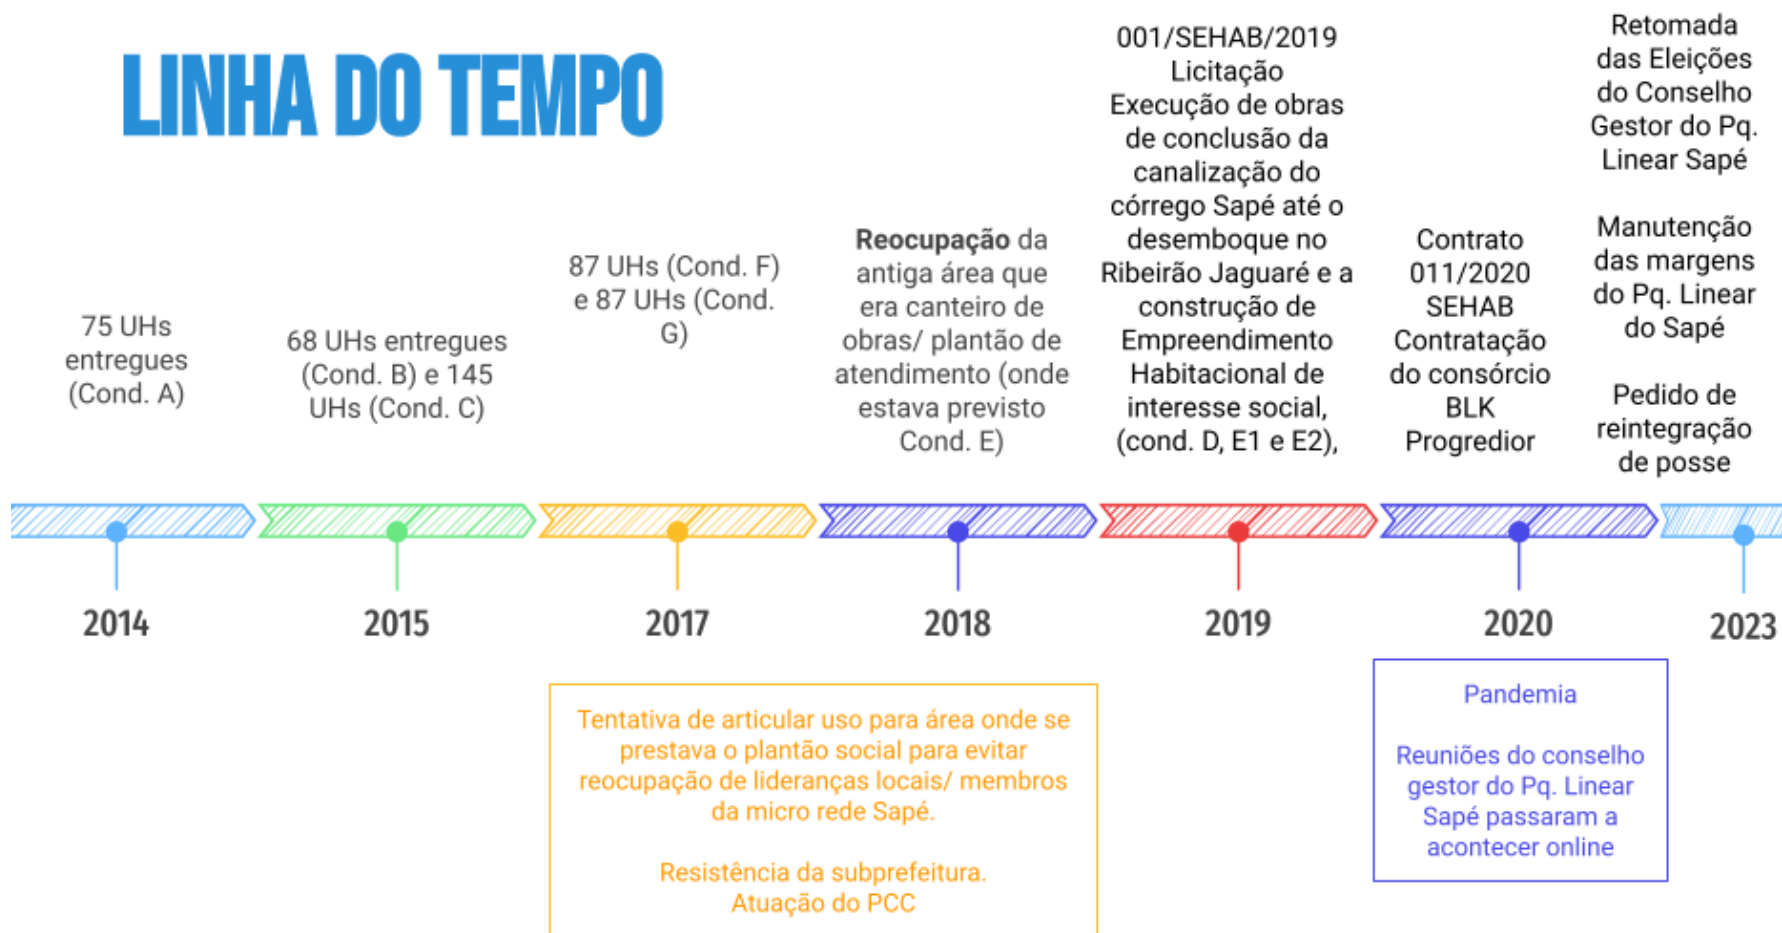 LINHA DO TEMPO
75 UHs
entregues
(Cond. A)
68 UHs entregues
(Cond. B) e 145
UHs (Cond. C)
87 UHs (Cond. F)
e 87 UHs (Cond.
G)
Reocupação da
antiga área que
era canteiro de
obras/ plantão de
atendimento (onde
estava previsto
Cond. E)
001/SEHAB/2019
Licitação
Execução de obras
de conclusão da
canalização do
córrego Sapé até o
desemboque no
Ribeirão Jaguaré e a
construção de
Empreendimento
Habitacional de
interesse social,
(cond. D, E1 e E2),
Contrato
011/2020
SEHAB
Contratação
do consórcio
BLK
Progredior
Retomada
das Eleições
do Conselho
Gestor do Pq.
Linear Sapé
Manutenção
das margens
do Pq. Linear
do Sapé
Pedido de
reintegração
de posse
2014
2015
2017
2018
2019
2020
2023
Tentativa de articular uso para área onde se
prestava o plantão social para evitar
reocupação de lideranças locais/ membros
da micro rede Sapé.
Resistência da subprefeitura.
Atuação do PCC
Pandemia
Reuniões do conselho
gestor do Pq. Linear
Sapé passaram a
acontecer online